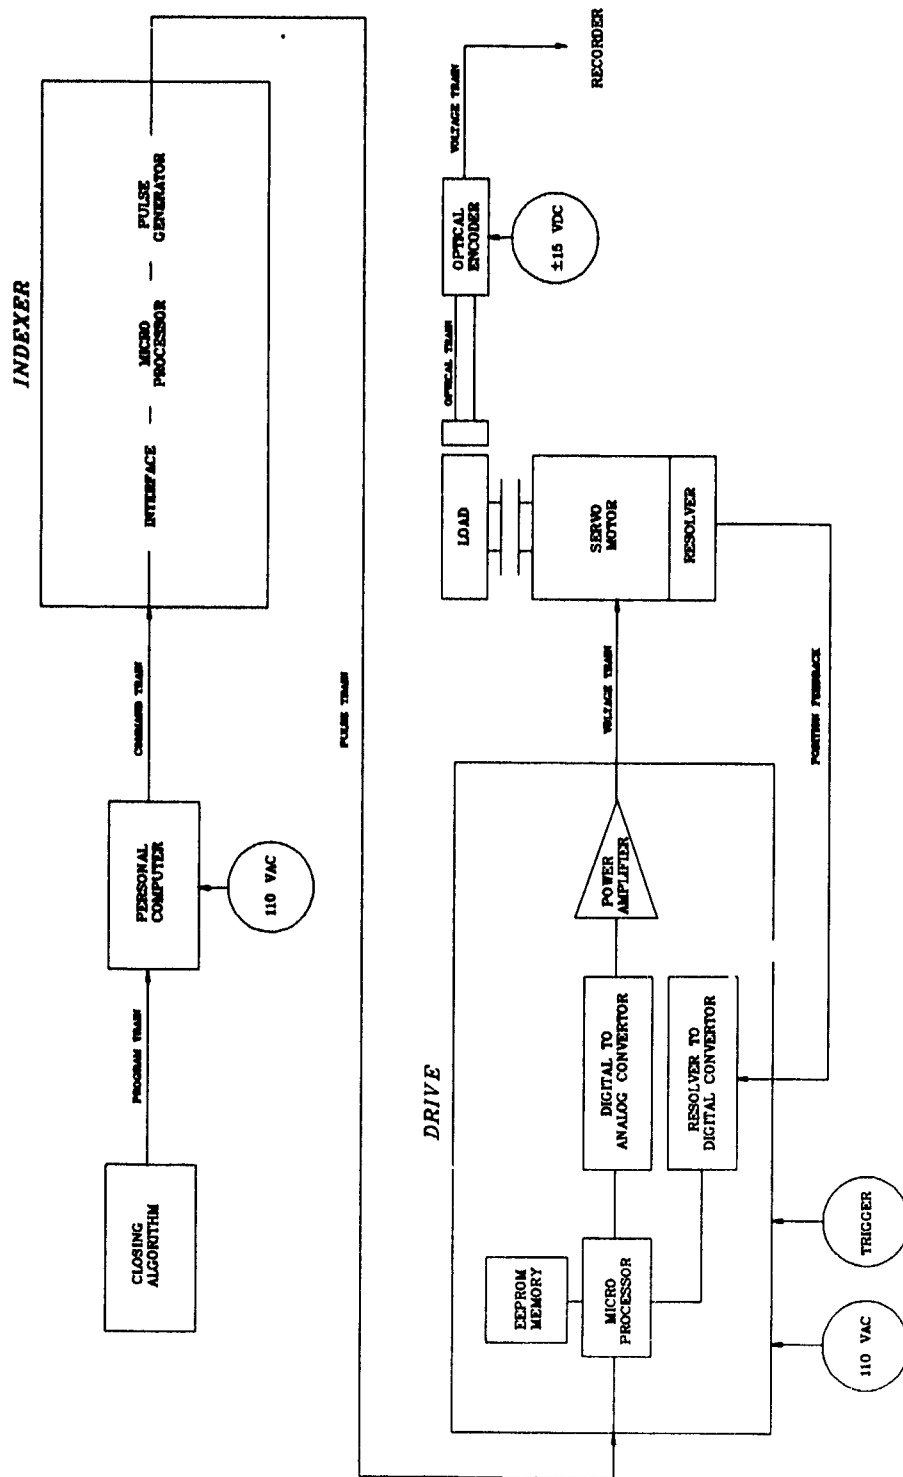 INDEXER
CLOSING
ALGORITHM
PROGRAM TRAIN
PERSONAL
COMPUTER
110 VAC
COMMAND TRAIN
INTERFACE
MICRO
PROCESSOR
PULSE
GENERATOR
PULSE TRAIN
DRIVE
EEPROM
MEMORY
MICRO
PROCESSOR
DIGITAL TO
ANALOG CONVERTOR
RESOLVER TO
DIGITAL CONVERTOR
POWER
AMPLIFIER
110 VAC
TRIGGER
VOLTAGE TRAIN
POSITION FEEDBACK
LOAD
SERVO
MOTOR
RESOLVER
OPTICAL TRAIN
OPTICAL
ENCODER
±15 VDC
VOLTAGE TRAIN
RECORDER